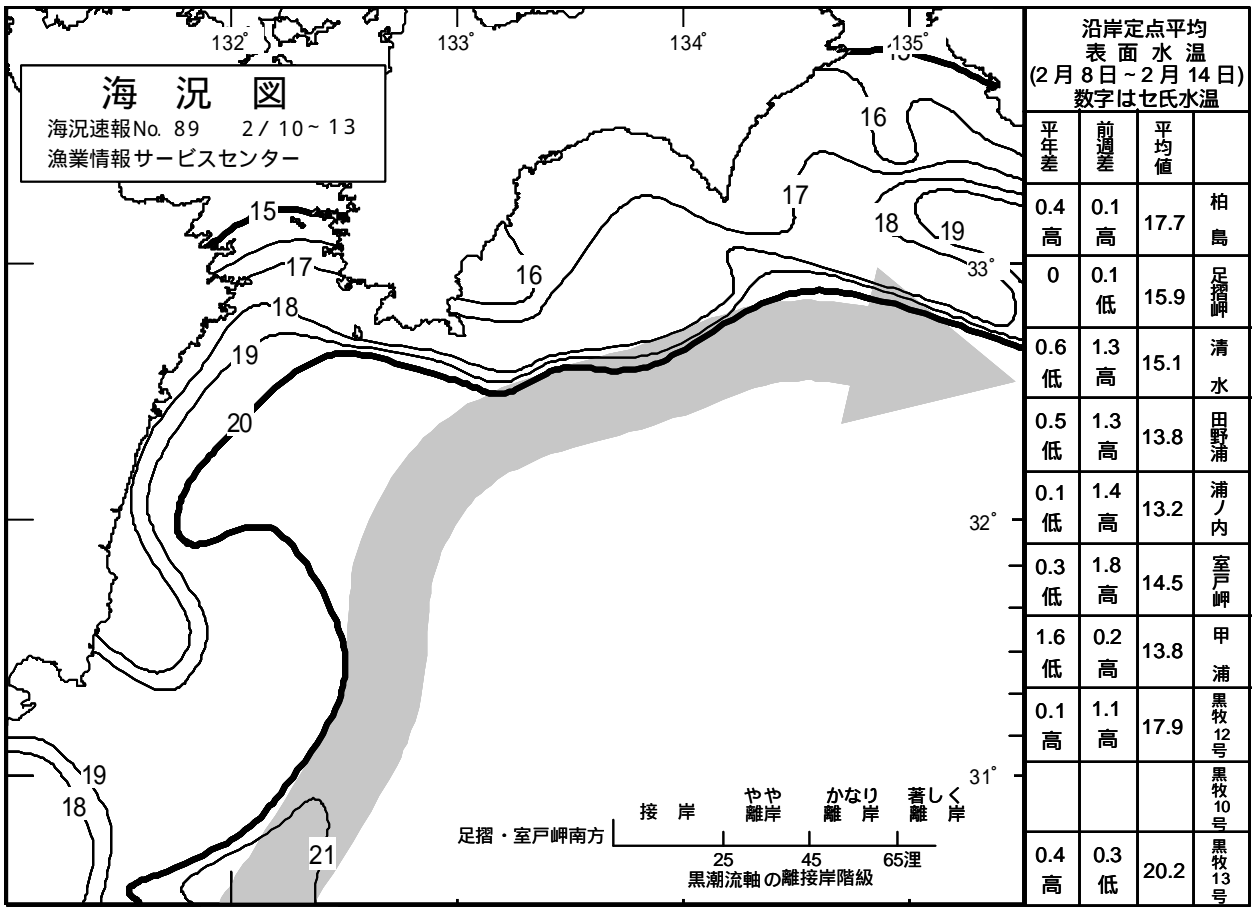 132°
133°
134°
135°
海況図
海況速報No. 89 2/10~13
漁業情報サービスセンター
15
16
17
18
19
15
17
16
18
19
20
33°
32°
31°
19
18
21
接岸 やや離岸 かなり離岸 著しく離岸
足摺・室戸岬南方
25 45 65浬
黒潮流軸の離接岸階級
沿岸定点平均
表面水温
(2月8日~2月14日)
数字はセ氏水温
平年差 前週差 平均値
0.4高 0.1高 17.7 柏島
0 0.1低 15.9 足摺岬
0.6低 1.3高 15.1 清水
0.5低 1.3高 13.8 田野浦
0.1低 1.4高 13.2 浦ノ内
0.3低 1.8高 14.5 室戸岬
1.6低 0.2高 13.8 甲浦
0.1高 1.1高 17.9 黒牧12号
黒牧10号
0.4高 0.3低 20.2 黒牧13号